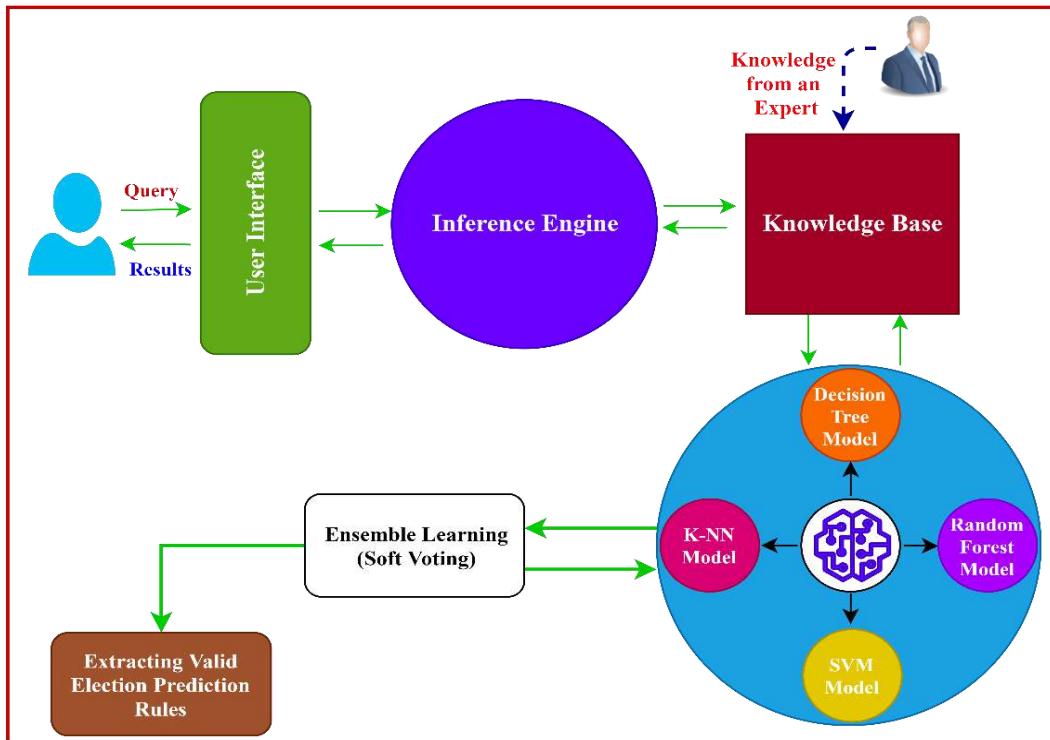 Knowledge
from an
Expert
Query
Results
User Interface
Inference Engine
Knowledge Base
Decision
Tree
Model
K-NN
Model
Random
Forest
Model
SVM
Model
Ensemble Learning
(Soft Voting)
Extracting Valid
Election Prediction
Rules